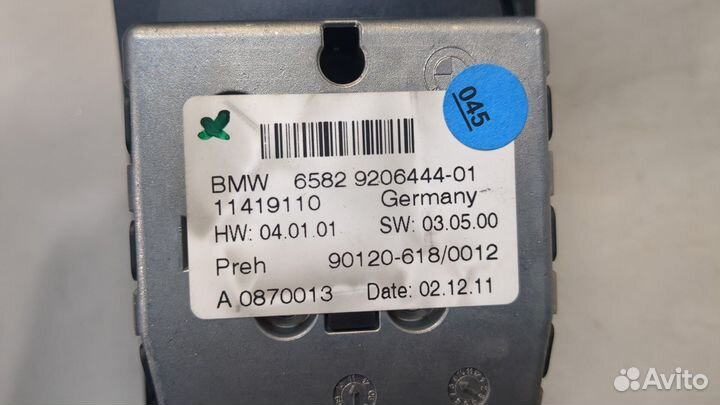 045
BMW 6582 9206444-01
11419110 Germany
HW: 04.01.01 SW: 03.05.00
Preh 90120-618/0012
A 0870013 Date: 02.12.11
Avito